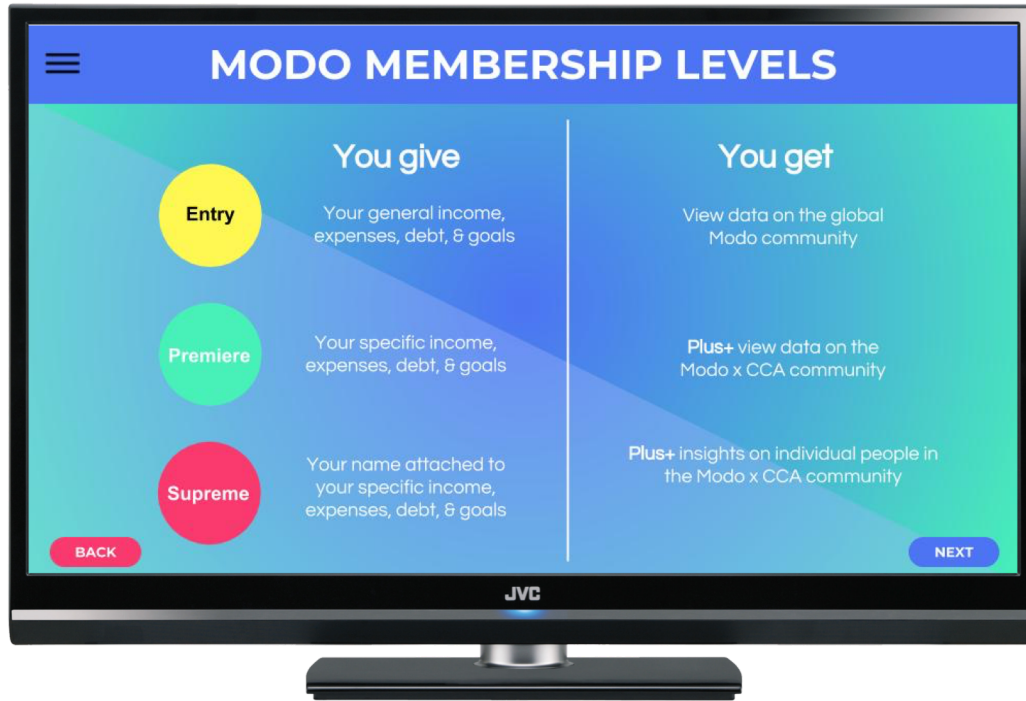 MODO MEMBERSHIP LEVELS
You give
You get
Entry
Your general income,
expenses, debt, & goals
View data on the global
Modo community
Premiere
Your specific income,
expenses, debt, & goals
Plus+ view data on the
Modo x CCA community
Supreme
Your name attached to
your specific income,
expenses, debt, & goals
Plus+ insights on individual people in
the Modo x CCA community
BACK
NEXT
JVC